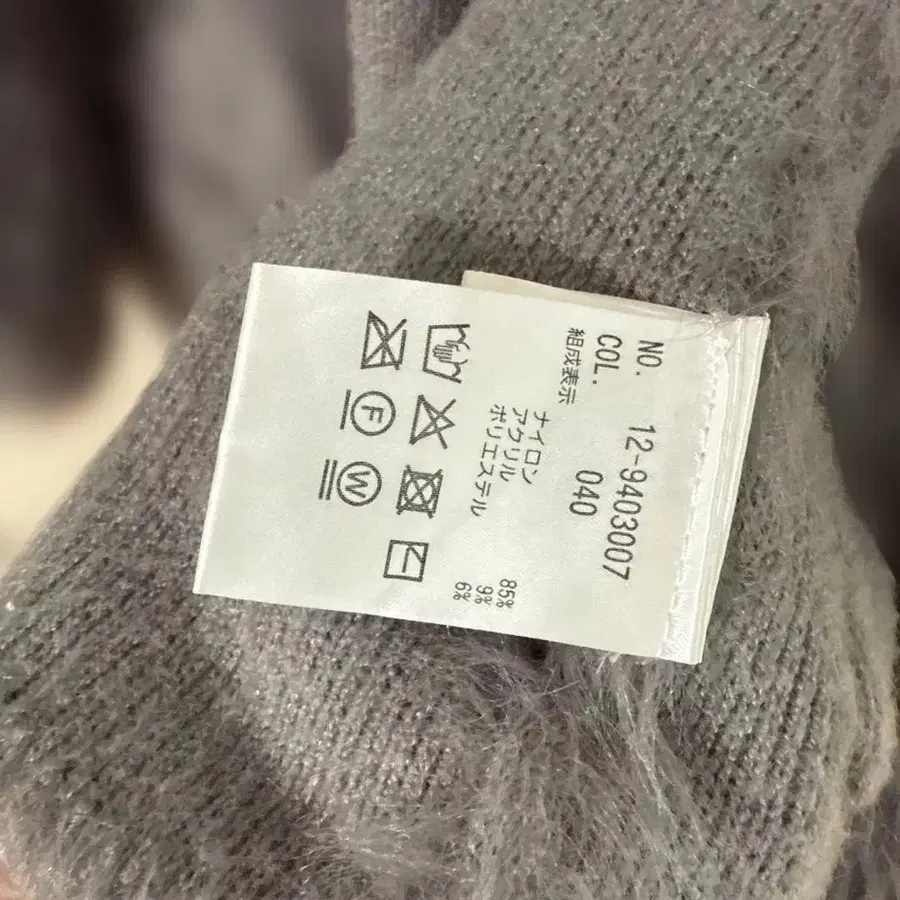 NO. 12-9403007
COL. 040
組成表示
ナイロン 85%
アクリル 9%
ポリエステル 6%
F
W